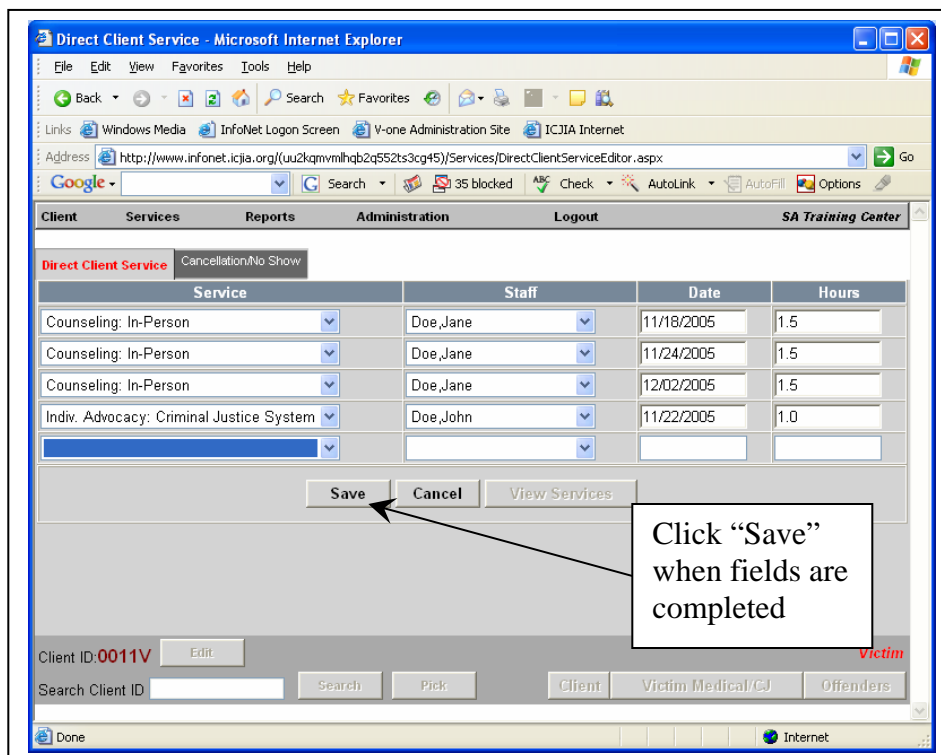 Direct Client Service - Microsoft Internet Explorer
File Edit View Favorites Tools Help
Back Search Favorites
Links Windows Media InfoNet Logon Screen V-one Administration Site ICJIA Internet
Address http://www.infonet.icjia.org/(uu2kqmvmlhqb2q552ts3cg45)/Services/DirectClientServiceEditor.aspx Go
Google G Search 35 blocked ABC Check AutoLink AutoFill Options
Client Services Reports Administration Logout SA Training Center
Direct Client Service Cancellation/No Show
Service Staff Date Hours
Counseling: In-Person Doe,Jane 11/18/2005 1.5
Counseling: In-Person Doe,Jane 11/24/2005 1.5
Counseling: In-Person Doe,Jane 12/02/2005 1.5
Indiv. Advocacy: Criminal Justice System Doe,John 11/22/2005 1.0
Save Cancel View Services
Click “Save”
when fields are
completed
Client ID:0011V Edit Victim
Search Client ID Search Pick Client Victim Medical/CJ Offenders
Done Internet